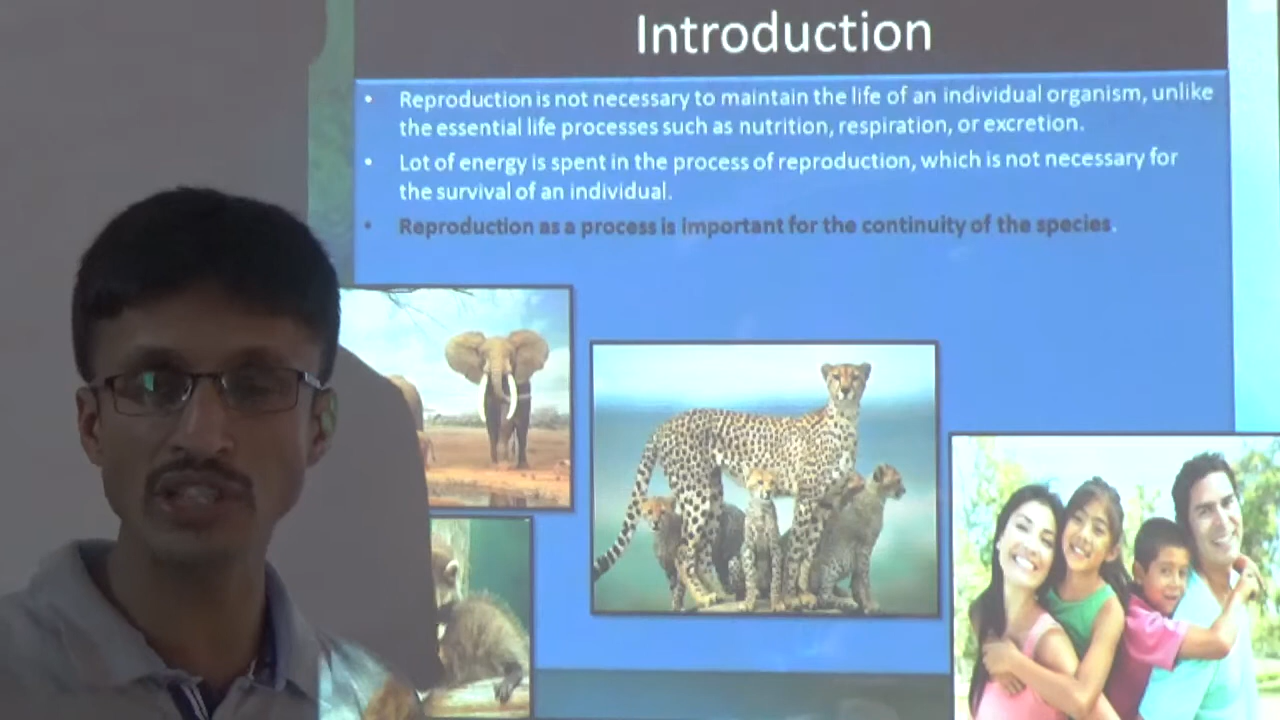 Introduction
• Reproduction is not necessary to maintain the life of an individual organism, unlike
the essential life processes such as nutrition, respiration, or excretion.
• Lot of energy is spent in the process of reproduction, which is not necessary for
the survival of an individual.
• Reproduction as a process is important for the continuity of the species.